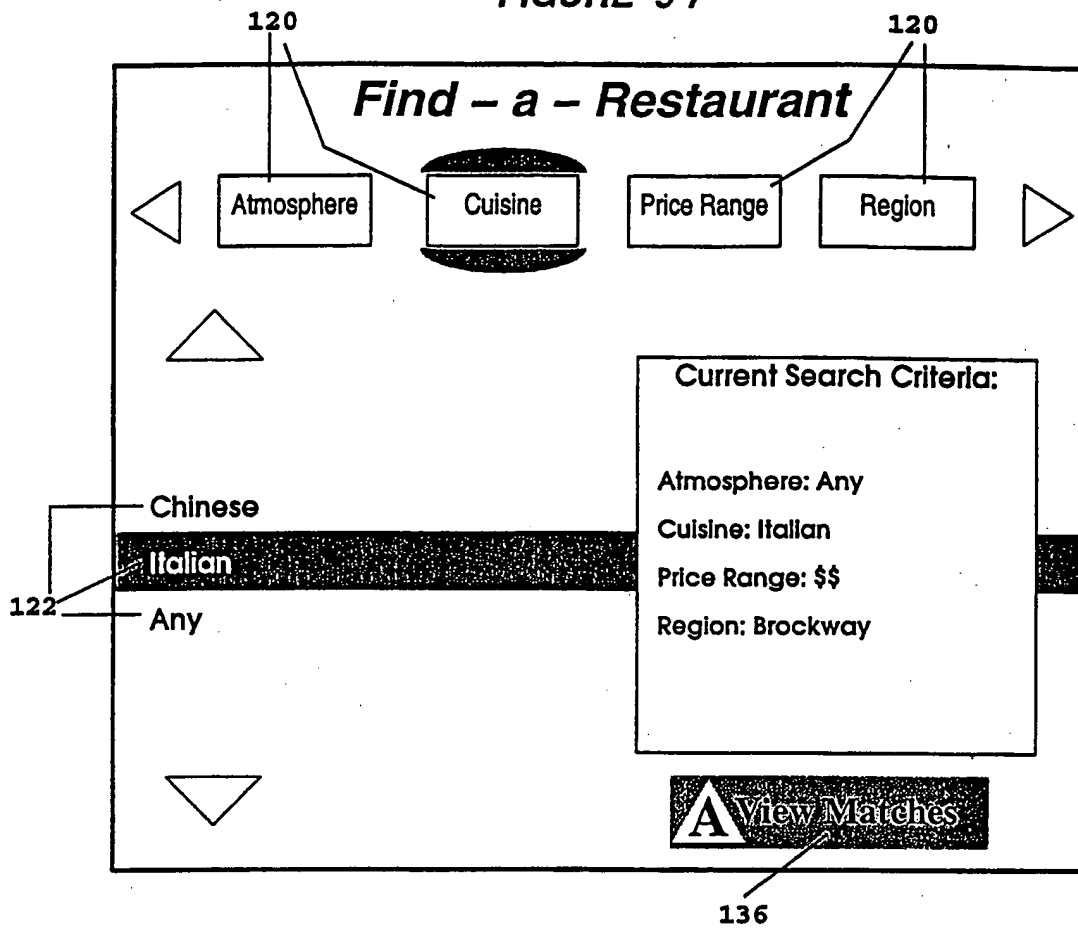 120
120
Find – a – Restaurant
Atmosphere
Cuisine
Price Range
Region
Current Search Criteria:
Atmosphere: Any
Cuisine: Italian
Price Range: $$
Region: Brockway
Chinese
Italian
Any
122
A View Matches
136